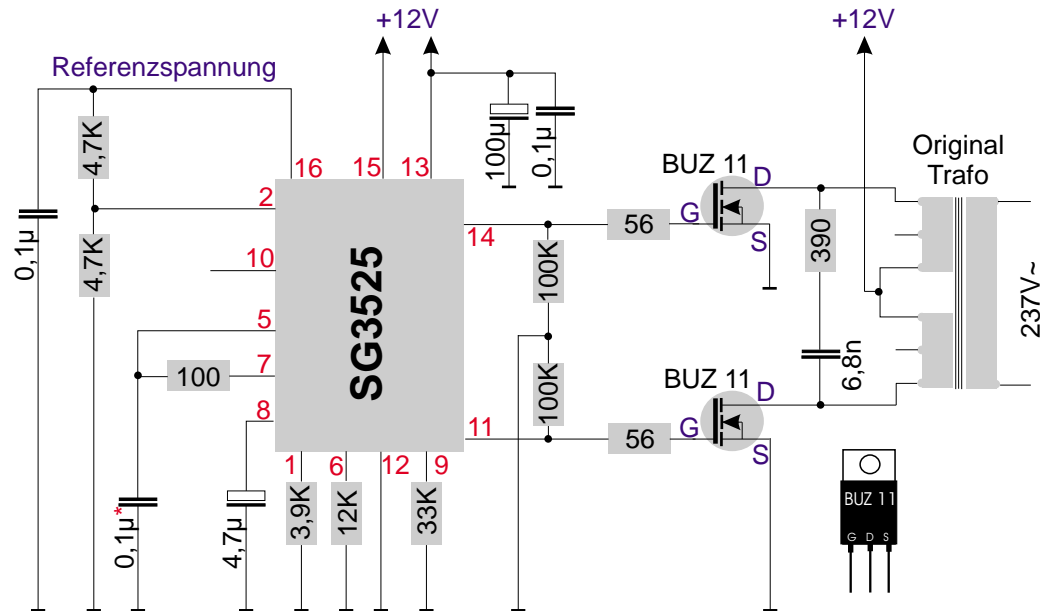 +12V
+12V
Referenzspannung
4,7K
16
15
13
100µ
0,1µ
BUZ 11
D
Original
Trafo
2
G
14
56
S
390
0,1µ
4,7K
10
100K
237V~
5
SG3525
7
100
100K
BUZ 11
6,8n
D
8
11
56
G
S
1
6
12
9
0,1µ*
4,7µ
3,9K
12K
33K
BUZ 11
G D S